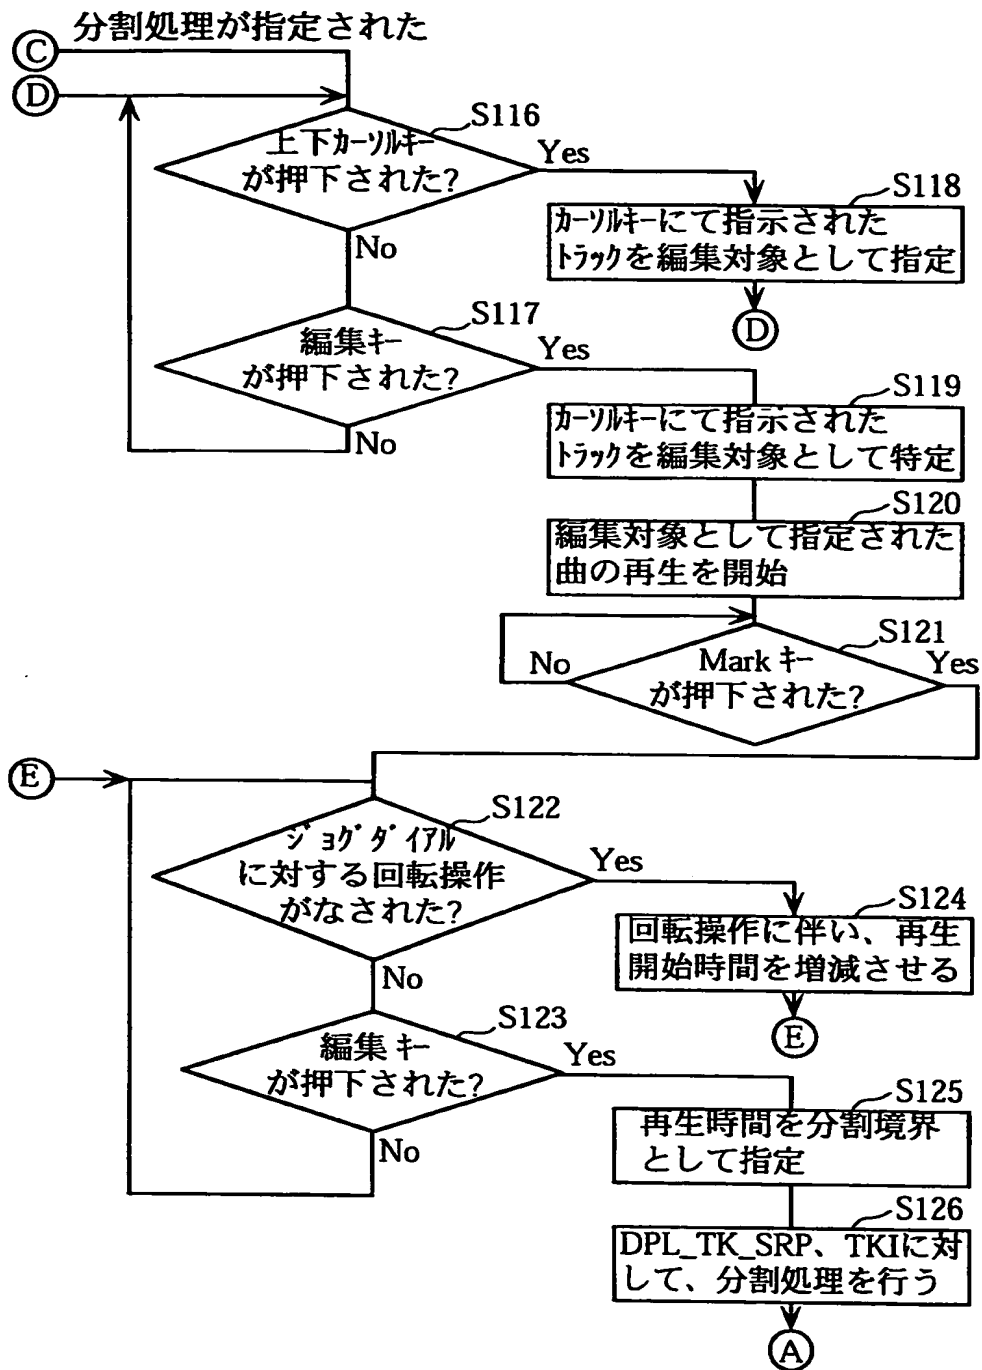 分割処理が指定された
C
D
S116
上下ｶｰｿﾙｷｰ
が押下された?
Yes
No
S118
ｶｰｿﾙｷｰにて指示された
ﾄﾗｯｸを編集対象として指定
D
S117
編集ｷｰ
が押下された?
Yes
No
S119
ｶｰｿﾙｷｰにて指示された
ﾄﾗｯｸを編集対象として特定
S120
編集対象として指定された
曲の再生を開始
S121
Mark ｷｰ
が押下された?
No
Yes
E
S122
ｼﾞｮｸﾞﾀﾞｲｱﾙ
に対する回転操作
がなされた?
Yes
No
S124
回転操作に伴い、再生
開始時間を増減させる
E
S123
編集 ｷｰ
が押下された?
Yes
No
S125
再生時間を分割境界
として指定
S126
DPL_TK_SRP、TKIに対
して、分割処理を行う
A